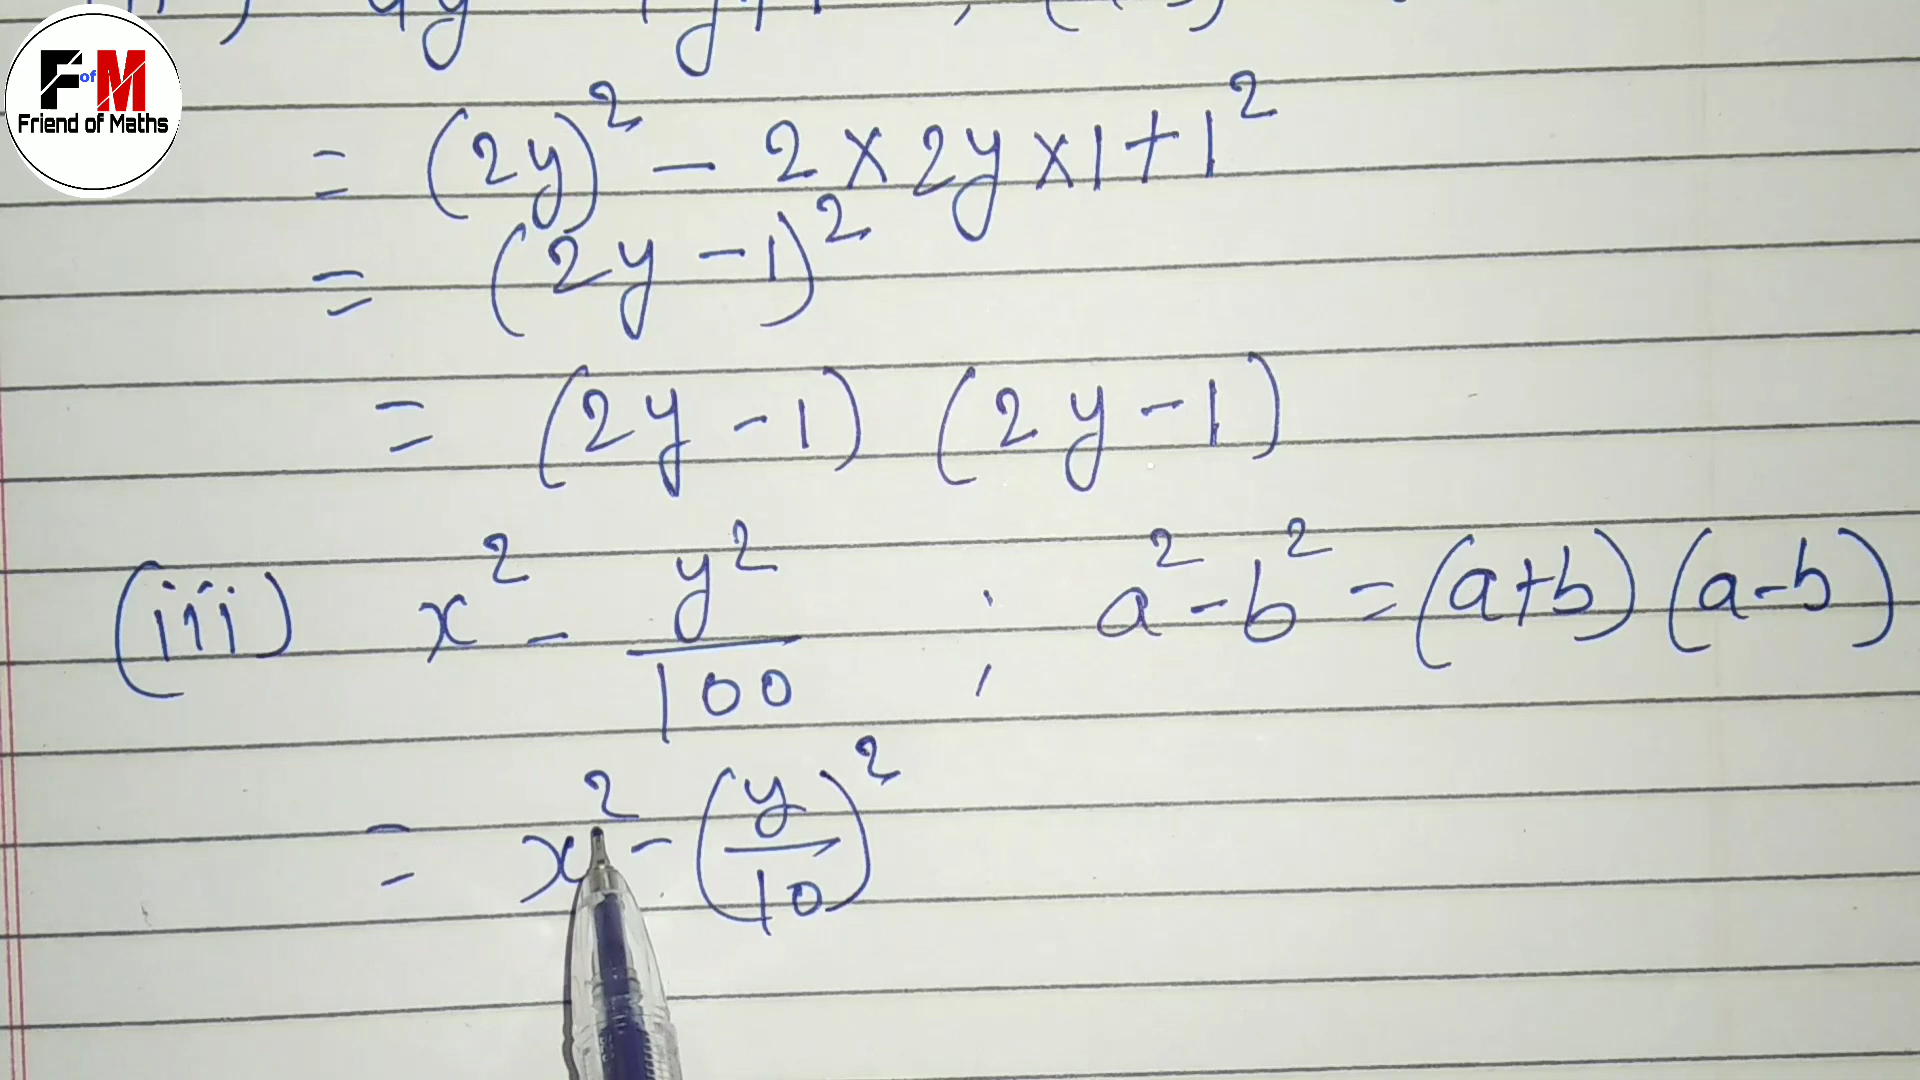 F of M
Friend of Maths
= (2y)² - 2 × 2y × 1 + 1²
= (2y - 1)²
= (2y - 1) (2y - 1)
(iii) x² - y²/100 ; a² - b² = (a+b) (a-b)
= x² - (y/10)²